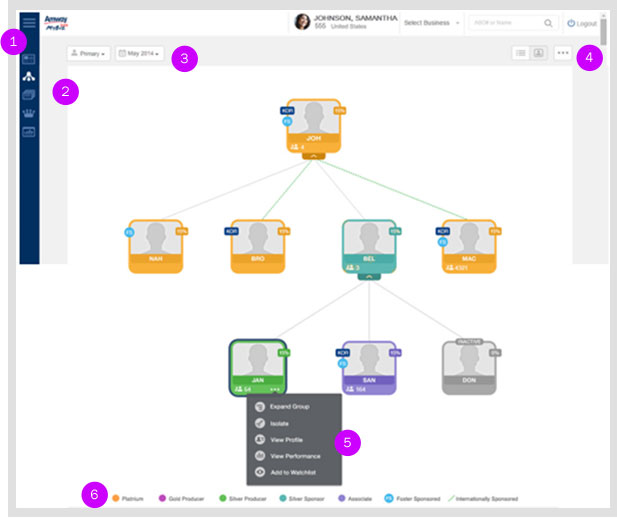 Amway
MOBILE
JOHNSON, SAMANTHA
555 United States
Select Business
ABO# or Name
Logout
1
Primary
May 2014
3
4
2
KOR
FS
15%
JOH
4
FS
15%
NAH
KOR
15%
BRO
15%
BEL
3
KOR
FS
15%
MAC
4321
15%
JAN
54
KOR
FS
15%
SAN
164
INACTIVE
0%
DON
Expand Group
Isolate
View Profile
View Performance
Add to Watchlist
5
6
Platnium
Gold Producer
Silver Producer
Silver Sponsor
Associate
FS
Foster Sponsored
Internationally Sponsored